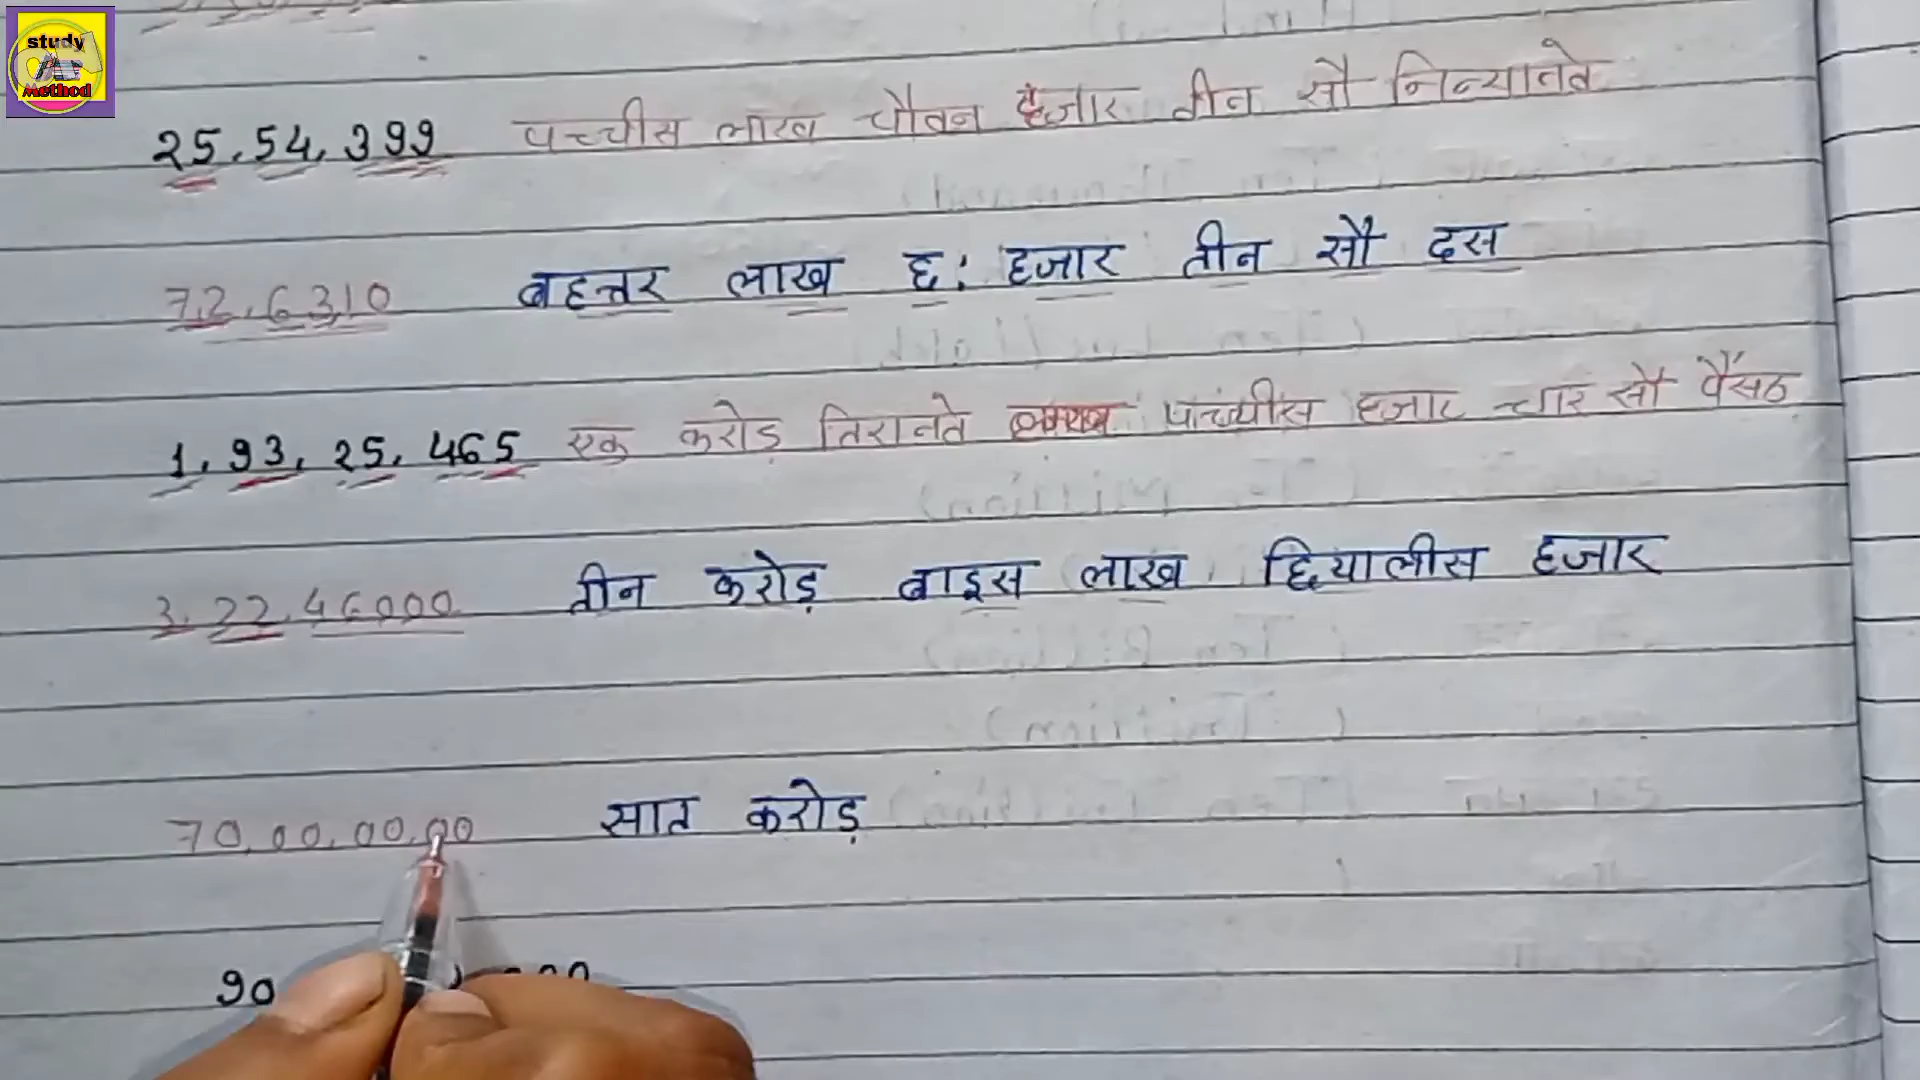 study
Art
Method
25,54,399 पच्चीस लाख चौवन हजार तीन सौ निन्यानवे
72,6310 बहत्तर लाख छ: हजार तीन सौ दस
1,93,25,465 एक करोड़ तिरानवे लाख पच्चीस हजार चार सौ पैंसठ
3,22,46000 तीन करोड़ बाइस लाख छियालीस हजार
70,00,00,00 सात करोड़
90